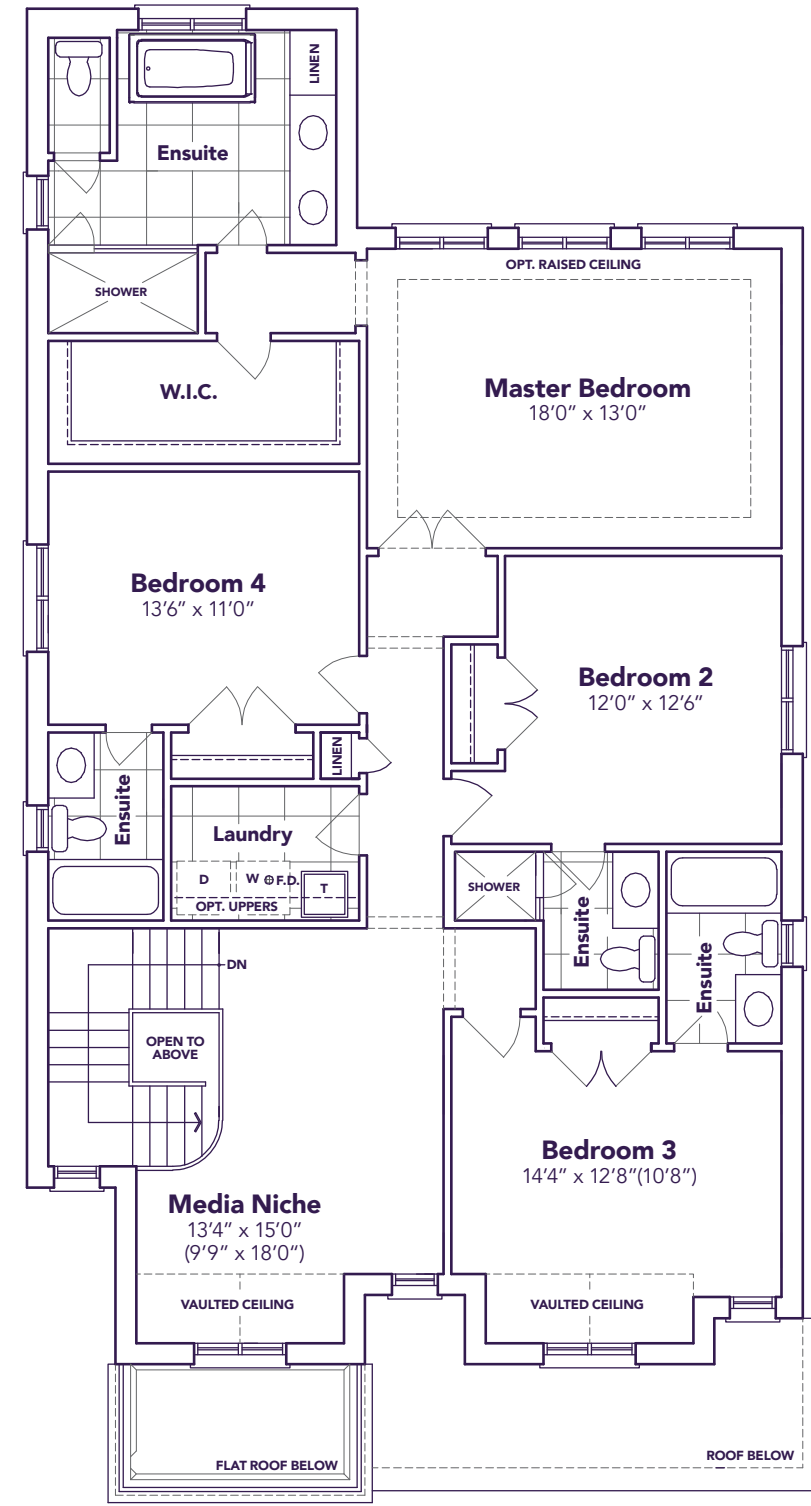 LINEN
Ensuite
SHOWER
OPT. RAISED CEILING
W.I.C.
Master Bedroom
18'0" x 13'0"
Bedroom 4
13'6" x 11'0"
Bedroom 2
12'0" x 12'6"
LINEN
Ensuite
Laundry
D
W
F.D.
T
OPT. UPPERS
SHOWER
Ensuite
Ensuite
DN
OPEN TO
ABOVE
Bedroom 3
14'4" x 12'8"(10'8")
Media Niche
13'4" x 15'0"
(9'9" x 18'0")
VAULTED CEILING
VAULTED CEILING
FLAT ROOF BELOW
ROOF BELOW